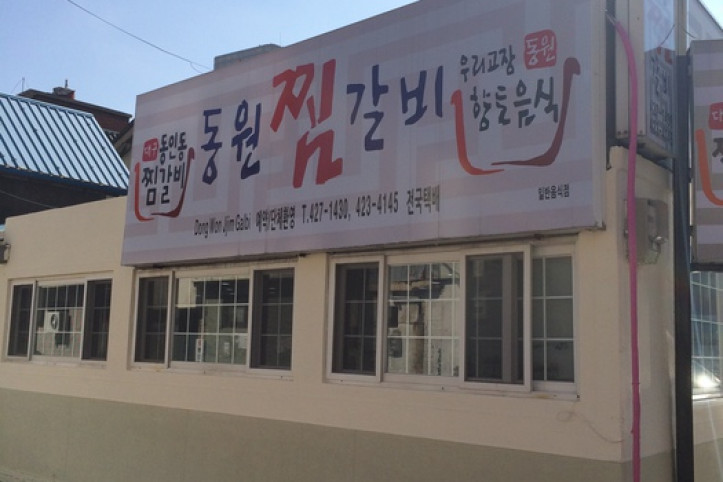 대구 동인동
찜갈비
동원 찜갈비
우리고장 동원
향토음식
Dong Won Jjim Galbi 예약/단체환영 T.427-1430, 423-4145 전국택배
일반음식점